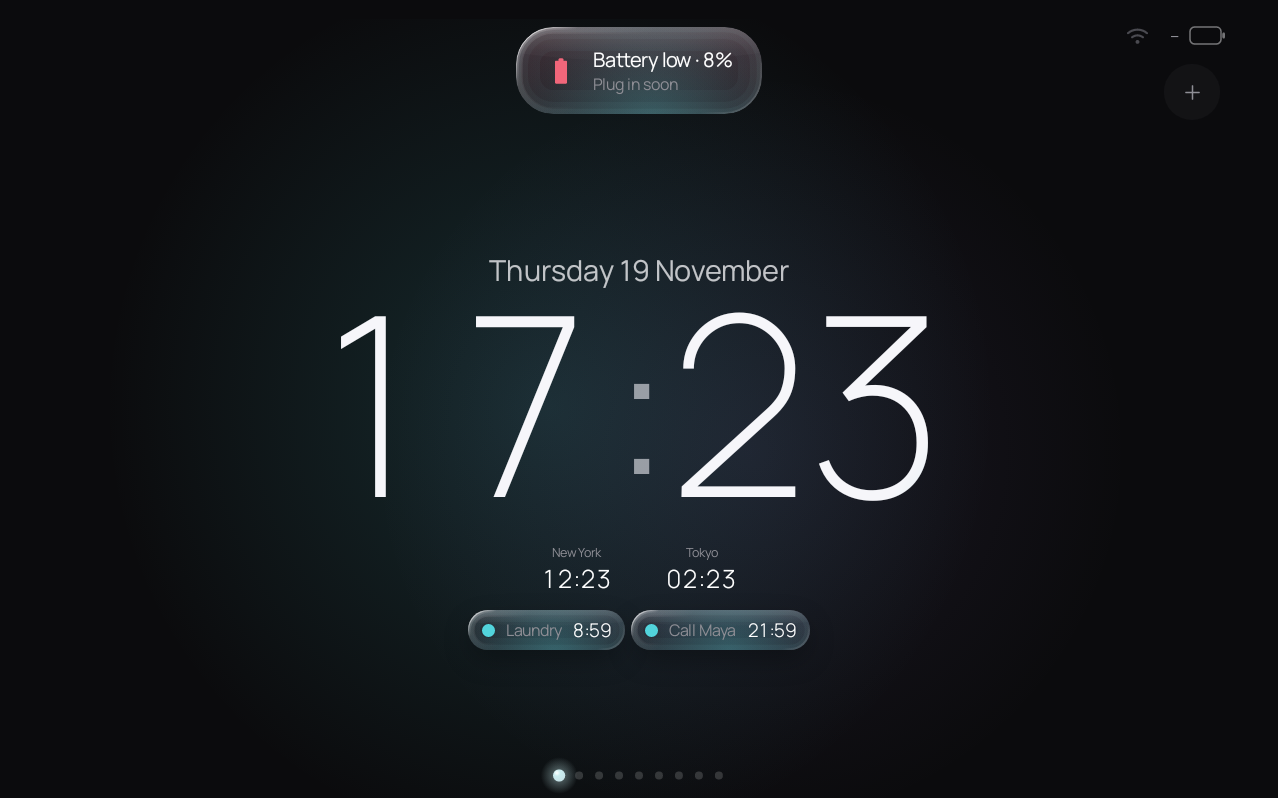 Battery low · 8%
Plug in soon
–
+
Thursday 19 November
17:23
New York
Tokyo
12:23
02:23
Laundry 8:59
Call Maya 21:59